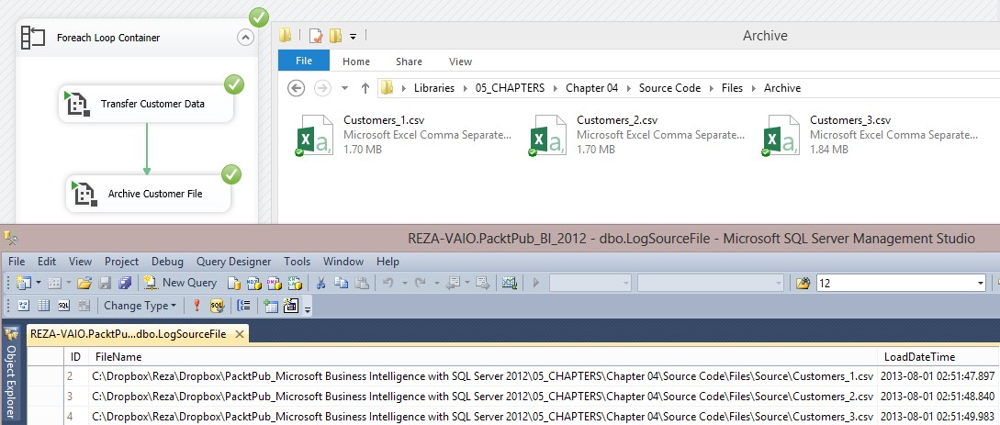 Foreach Loop Container
Transfer Customer Data
Archive Customer File
Archive
File Home Share View
Libraries 05_CHAPTERS Chapter 04 Source Code Files Archive
Customers_1.csv
Microsoft Excel Comma Separate...
1.70 MB
Customers_2.csv
Microsoft Excel Comma Separate...
1.70 MB
Customers_3.csv
Microsoft Excel Comma Separate...
1.84 MB
REZA-VAIO.PacktPub_BI_2012 - dbo.LogSourceFile - Microsoft SQL Server Management Studio
File Edit View Project Debug Query Designer Tools Window Help
New Query 12
Change Type
REZA-VAIO.PacktPu...dbo.LogSourceFile
Object Explorer
ID FileName LoadDateTime
2 C:\Dropbox\Reza\Dropbox\PacktPub_Microsoft Business Intelligence with SQL Server 2012\05_CHAPTERS\Chapter 04\Source Code\Files\Source\Customers_1.csv 2013-08-01 02:51:47.897
3 C:\Dropbox\Reza\Dropbox\PacktPub_Microsoft Business Intelligence with SQL Server 2012\05_CHAPTERS\Chapter 04\Source Code\Files\Source\Customers_2.csv 2013-08-01 02:51:48.840
4 C:\Dropbox\Reza\Dropbox\PacktPub_Microsoft Business Intelligence with SQL Server 2012\05_CHAPTERS\Chapter 04\Source Code\Files\Source\Customers_3.csv 2013-08-01 02:51:49.983